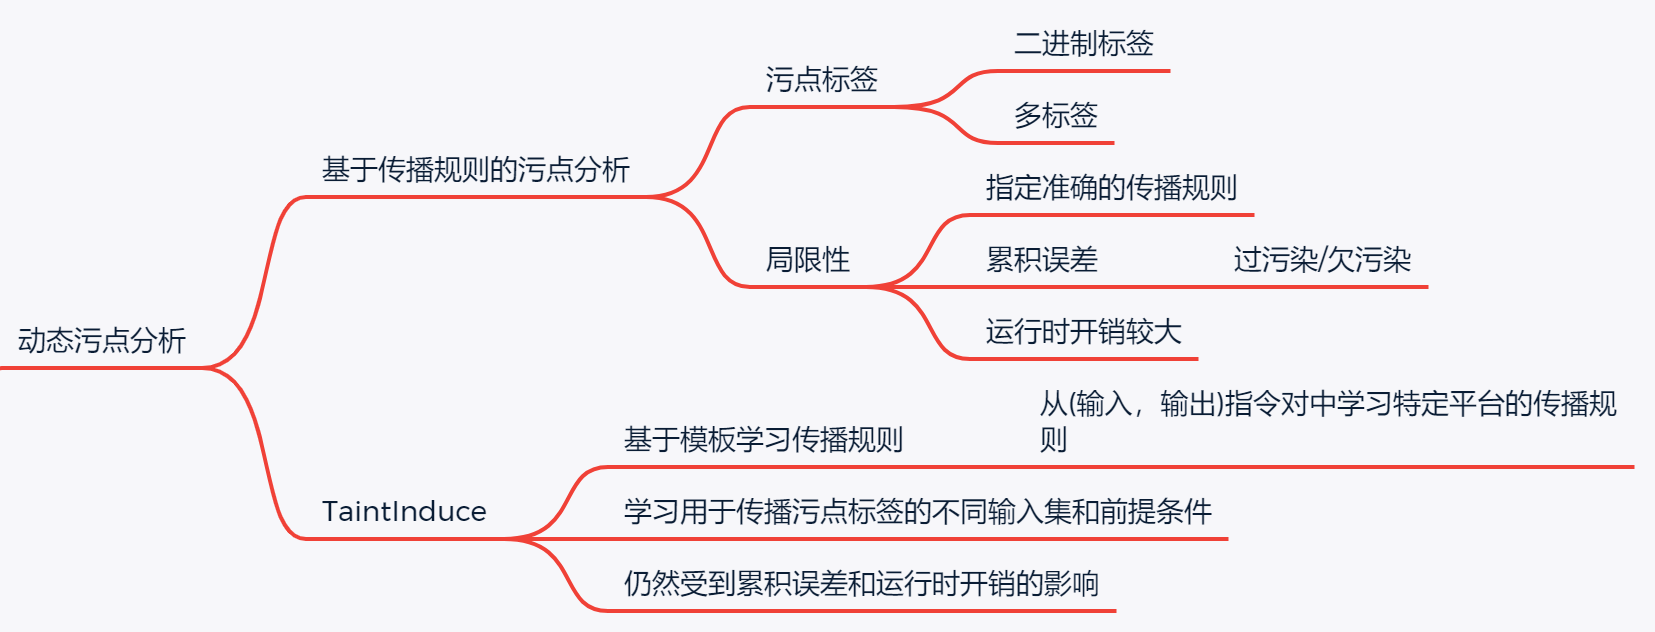 动态污点分析
基于传播规则的污点分析
污点标签
二进制标签
多标签
局限性
指定准确的传播规则
累积误差
过污染/欠污染
运行时开销较大
TaintInduce
基于模板学习传播规则
从(输入，输出)指令对中学习特定平台的传播规
则
学习用于传播污点标签的不同输入集和前提条件
仍然受到累积误差和运行时开销的影响